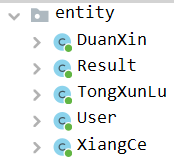 entity
DuanXin
Result
TongXunLu
User
XiangCe